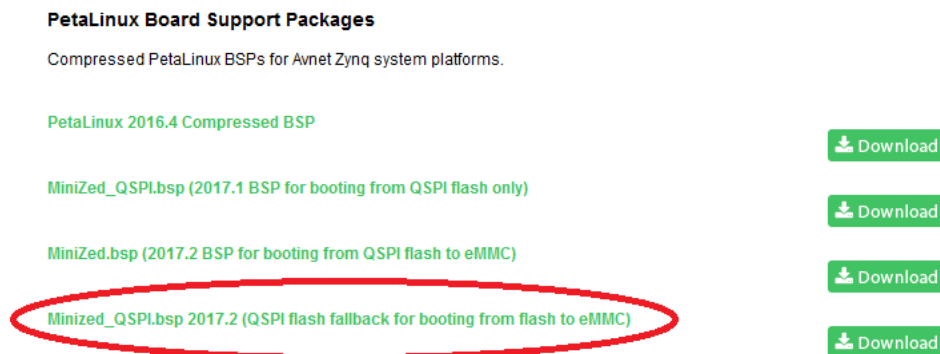 PetaLinux Board Support Packages
Compressed PetaLinux BSPs for Avnet Zynq system platforms.
PetaLinux 2016.4 Compressed BSP
Download
MiniZed_QSPI.bsp (2017.1 BSP for booting from QSPI flash only)
Download
MiniZed.bsp (2017.2 BSP for booting from QSPI flash to eMMC)
Download
Minized_QSPI.bsp 2017.2 (QSPI flash fallback for booting from flash to eMMC)
Download